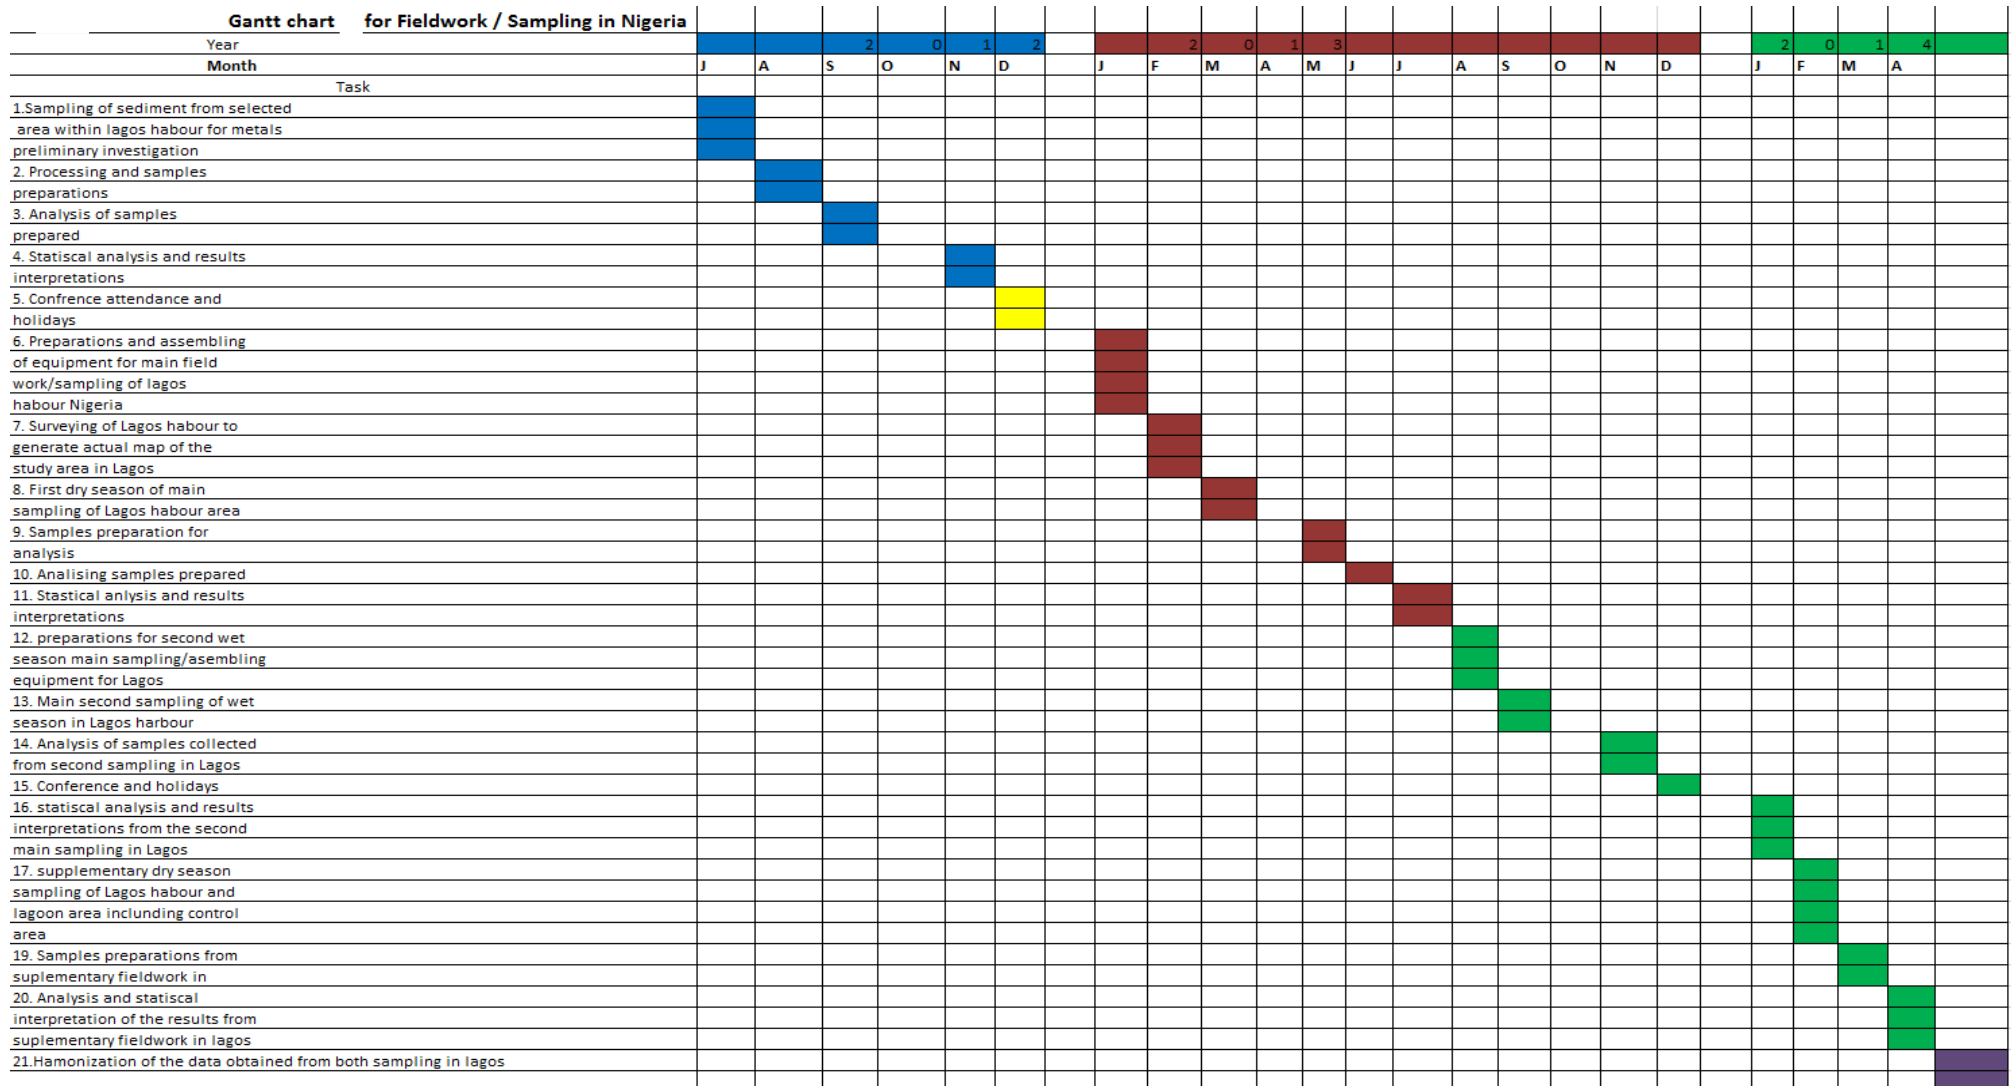 Gantt chart for Fieldwork / Sampling in Nigeria
Year 2 0 1 2 2 0 1 3 2 0 1 4
Month J A S O N D J F M A M J J A S O N D J F M A
Task
1.Sampling of sediment from selected
area within lagos habour for metals
preliminary investigation
2. Processing and samples
preparations
3. Analysis of samples
prepared
4. Statiscal analysis and results
interpretations
5. Confrence attendance and
holidays
6. Preparations and assembling
of equipment for main field
work/sampling of lagos
habour Nigeria
7. Surveying of Lagos habour to
generate actual map of the
study area in Lagos
8. First dry season of main
sampling of Lagos habour area
9. Samples preparation for
analysis
10. Analising samples prepared
11. Stastical anlysis and results
interpretations
12. preparations for second wet
season main sampling/asembling
equipment for Lagos
13. Main second sampling of wet
season in Lagos harbour
14. Analysis of samples collected
from second sampling in Lagos
15. Conference and holidays
16. statiscal analysis and results
interpretations from the second
main sampling in Lagos
17. supplementary dry season
sampling of Lagos habour and
lagoon area inclunding control
area
19. Samples preparations from
suplementary fieldwork in
20. Analysis and statiscal
interpretation of the results from
suplementary fieldwork in lagos
21.Hamonization of the data obtained from both sampling in lagos